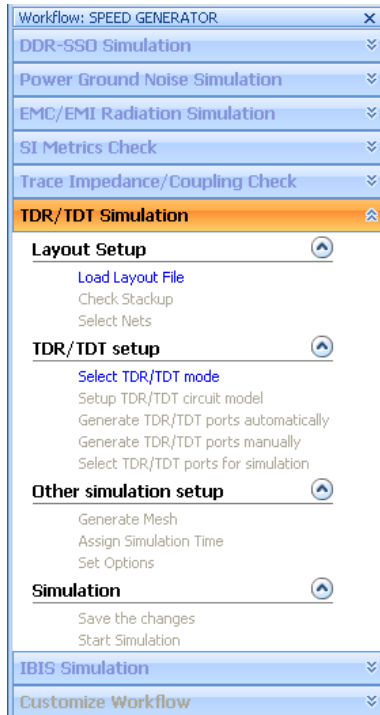 Workflow: SPEED GENERATOR
DDR-SSO Simulation
Power Ground Noise Simulation
EMC/EMI Radiation Simulation
SI Metrics Check
Trace Impedance/Coupling Check
TDR/TDT Simulation
Layout Setup
Load Layout File
Check Stackup
Select Nets
TDR/TDT setup
Select TDR/TDT mode
Setup TDR/TDT circuit model
Generate TDR/TDT ports automatically
Generate TDR/TDT ports manually
Select TDR/TDT ports for simulation
Other simulation setup
Generate Mesh
Assign Simulation Time
Set Options
Simulation
Save the changes
Start Simulation
IBIS Simulation
Customize Workflow